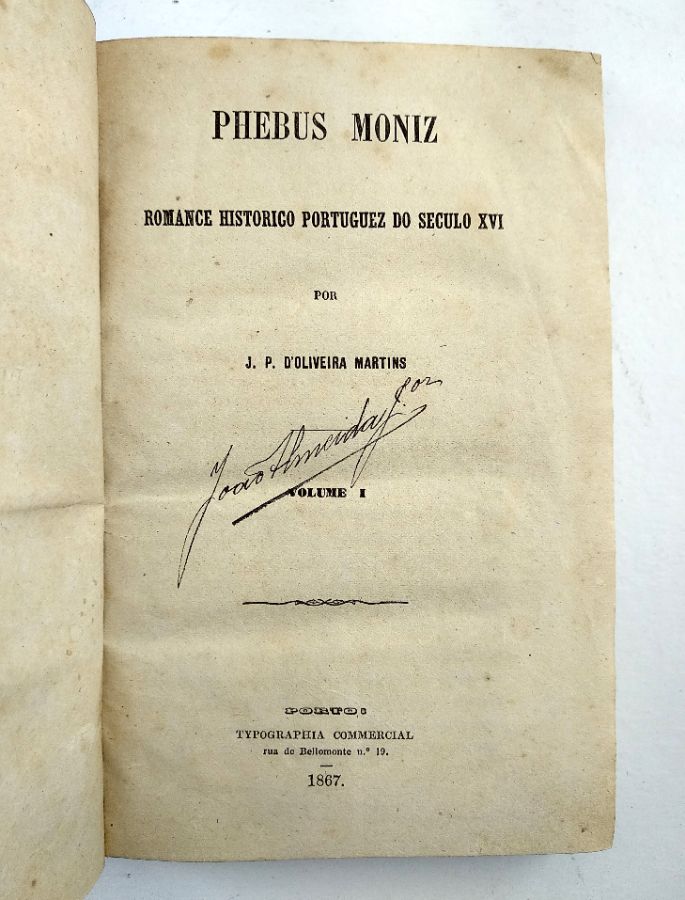 PHEBUS MONIZ
ROMANCE HISTORICO PORTUGUEZ DO SECULO XVI
POR
J. P. D'OLIVEIRA MARTINS
João Almeida J.or
VOLUME I
PORTO:
TYPOGRAPHIA COMMERCIAL
rua de Bellomonte n.º 19.
1867.